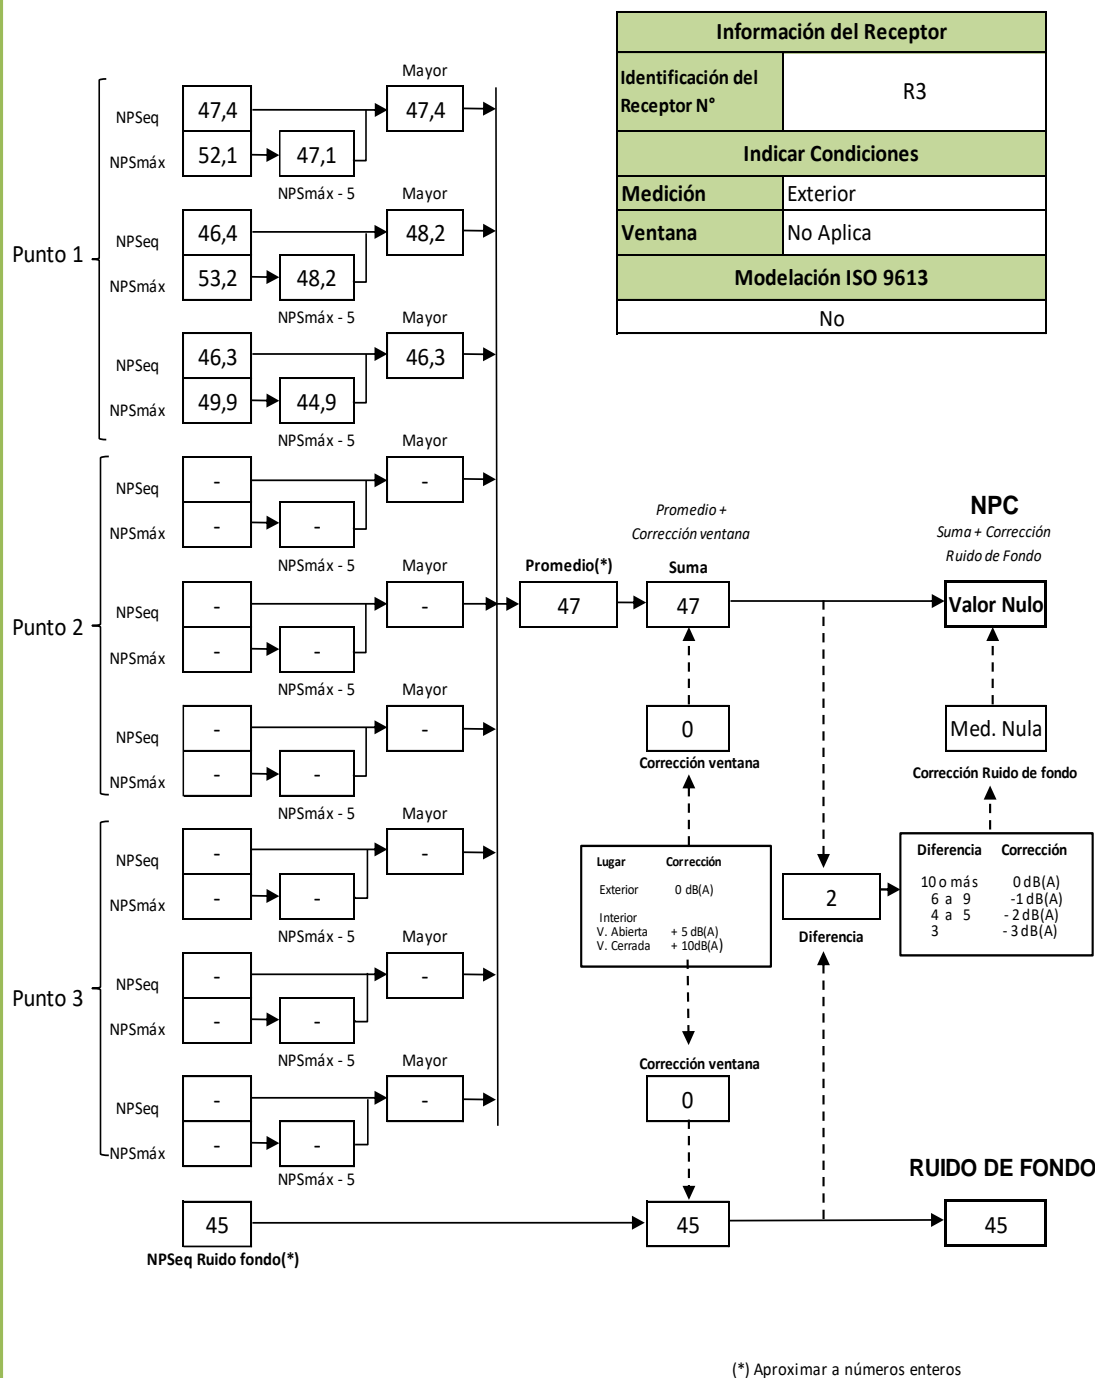 Información del Receptor
Identificación del Receptor N°
R3
Indicar Condiciones
Medición
Exterior
Ventana
No Aplica
Modelación ISO 9613
No
Punto 1
Mayor
NPSeq
47,4
47,4
NPSmáx
52,1
47,1
NPSmáx - 5
Mayor
NPSeq
46,4
48,2
NPSmáx
53,2
48,2
NPSmáx - 5
Mayor
NPSeq
46,3
46,3
NPSmáx
49,9
44,9
NPSmáx - 5
Punto 2
Mayor
NPSeq
-
-
NPSmáx
-
-
NPSmáx - 5
Mayor
NPSeq
-
-
NPSmáx
-
-
NPSmáx - 5
Mayor
NPSeq
-
-
NPSmáx
-
-
NPSmáx - 5
Punto 3
Mayor
NPSeq
-
-
NPSmáx
-
-
NPSmáx - 5
Mayor
NPSeq
-
-
NPSmáx
-
-
NPSmáx - 5
Mayor
NPSeq
-
-
NPSmáx
-
-
NPSmáx - 5
Promedio(*)
47
Promedio +
Corrección ventana
Suma
47
0
Corrección ventana
Lugar Corrección
Exterior 0 dB(A)
Interior
V. Abierta + 5 dB(A)
V. Cerrada + 10dB(A)
Corrección ventana
0
NPC
Suma + Corrección
Ruido de Fondo
Valor Nulo
Med. Nula
Corrección Ruido de fondo
Diferencia Corrección
10 o más 0 dB(A)
6 a 9 -1 dB(A)
4 a 5 - 2 dB(A)
3 - 3 dB(A)
2
Diferencia
RUIDO DE FONDO
45
45
45
NPSeq Ruido fondo(*)
(*) Aproximar a números enteros